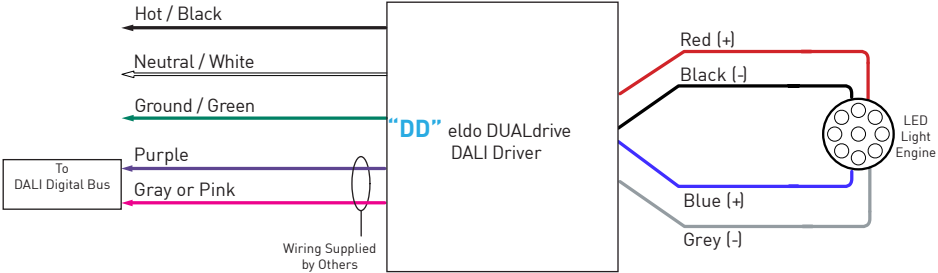 Hot / Black
Neutral / White
Ground / Green
Purple
Gray or Pink
To
DALI Digital Bus
Wiring Supplied
by Others
“DD” eldo DUALdrive
DALI Driver
Red (+)
Black (-)
Blue (+)
Grey (-)
LED
Light
Engine